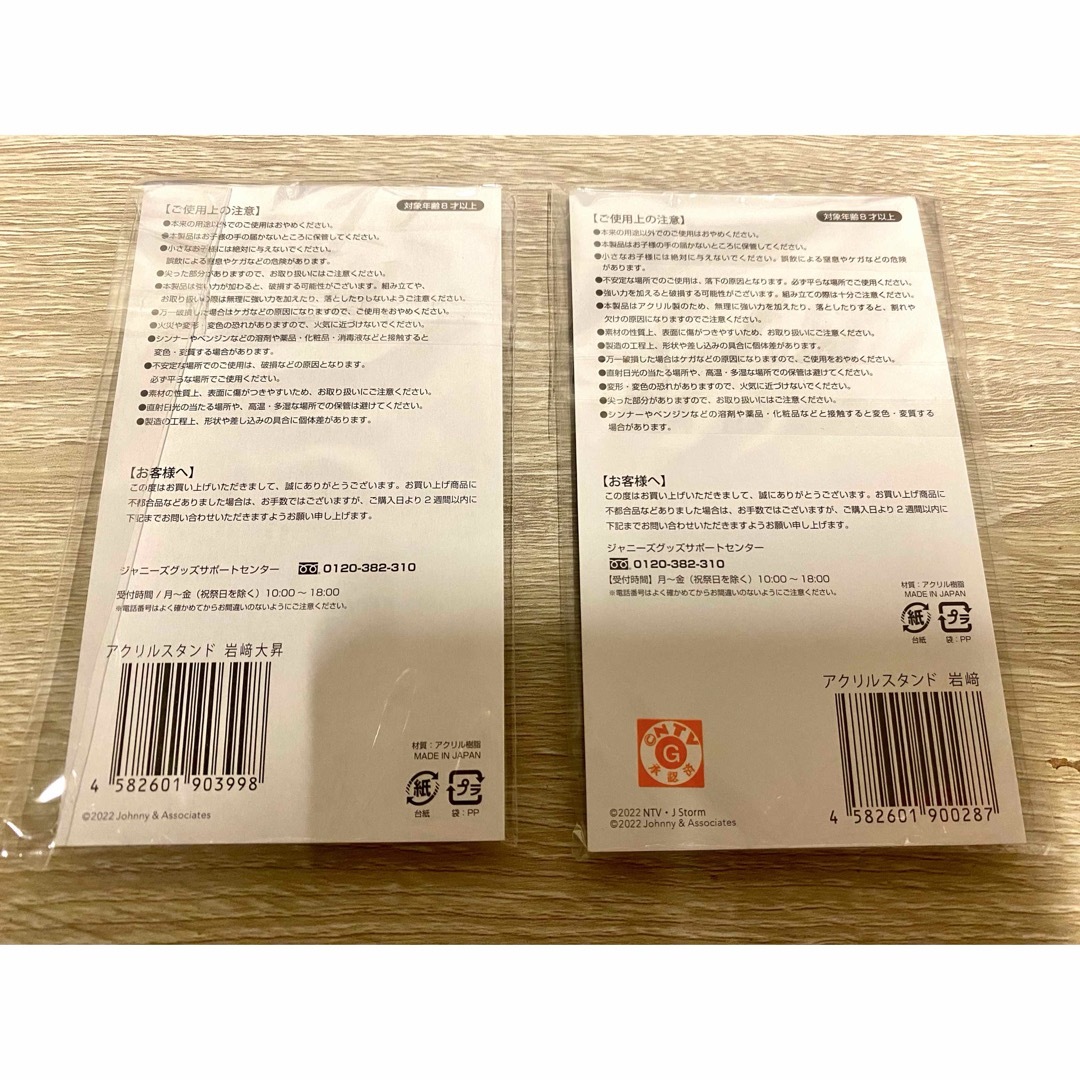 【ご使用上の注意】
対象年齢8才以上
●本来の用途以外でのご使用はおやめください。
●本製品はお子様の手の届かないところに保管してください。
●小さなお子様には絶対に与えないでください。
誤飲による窒息やケガなどの危険があります。
●尖った部分がありますので、お取り扱いにはご注意ください。
●本製品は強い力が加わると、破損する可能性がございます。組み立てや、
お取り扱いの際は無理に強い力を加えたり、落としたりしないようご注意ください。
●万一破損した場合はケガなどの原因になりますので、ご使用をおやめください。
●火災や変形・変色の恐れがありますので、火気に近づけないでください。
●シンナーやベンジンなどの溶剤や薬品・化粧品・消毒液などと接触すると
変色・変質する場合があります。
●不安定な場所でのご使用は、破損などの原因となります。
必ず平らな場所でご使用ください。
●素材の性質上、表面に傷がつきやすいため、お取り扱いにご注意ください。
●直射日光の当たる場所や、高温・多湿な場所での保管は避けてください。
●製造の工程上、形状や差し込みの具合に個体差があります。
【お客様へ】
この度はお買い上げいただきまして、誠にありがとうございます。お買い上げ商品に
不都合品などありました場合は、お手数ではございますが、ご購入日より2週間以内に
下記までお問い合わせいただきますようお願い申し上げます。
ジャニーズグッズサポートセンター 0120-382-310
受付時間 / 月〜金（祝祭日を除く）10:00〜18:00
※電話番号はよく確かめてからお間違いのないようにご注意ください。
アクリルスタンド 岩﨑大昇
4 582601 903998
材質：アクリル樹脂
MADE IN JAPAN
紙 プラ
台紙 袋：PP
©2022 Johnny & Associates
【ご使用上の注意】
対象年齢8才以上
●本来の用途以外でのご使用はおやめください。
●本製品はお子様の手の届かないところに保管してください。
●小さなお子様には絶対に与えないでください。誤飲による窒息やケガなどの危険
があります。
●不安定な場所でのご使用は、落下の原因となります。必ず平らな場所でご使用ください。
●強い力を加えると破損する可能性がございます。組み立ての際は十分ご注意ください。
●本製品はアクリル製のため、無理に強い力を加えたり、落としたりすると、割れや
欠けの原因になりますのでご注意ください。
●素材の性質上、表面に傷がつきやすいため、お取り扱いにご注意ください。
●製造の工程上、形状や差し込みの具合に個体差があります。
●万一破損した場合はケガなどの原因になりますので、ご使用をおやめください。
●直射日光の当たる場所や、高温・多湿な場所での保管は避けてください。
●変形・変色の恐れがありますので、火気に近づけないでください。
●尖った部分がありますので、お取り扱いにはご注意ください。
●シンナーやベンジンなどの溶剤や薬品・化粧品などと接触すると変色・変質する
場合があります。
【お客様へ】
この度はお買い上げいただきまして、誠にありがとうございます。お買い上げ商品に
不都合品などありました場合は、お手数ではございますが、ご購入日より2週間以内に
下記までお問い合わせいただきますようお願い申し上げます。
ジャニーズグッズサポートセンター
0120-382-310
【受付時間】月〜金（祝祭日を除く）10:00〜18:00
※電話番号はよく確かめてからお間違いのないようにご注意ください。
材質：アクリル樹脂
MADE IN JAPAN
紙 プラ
台紙 袋：PP
アクリルスタンド 岩﨑
©NTV
G
承認済
4 582601 900287
©2022 NTV・J Storm
©2022 Johnny & Associates